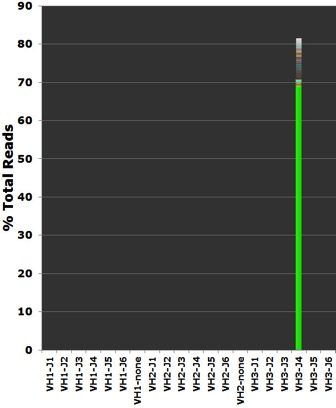 % Total Reads
90
80
70
60
50
40
30
20
10
0
VH1-J1
VH1-J2
VH1-J3
VH1-J4
VH1-J5
VH1-J6
VH1-none
VH2-J1
VH2-J2
VH2-J3
VH2-J4
VH2-J5
VH2-J6
VH2-none
VH3-J1
VH3-J2
VH3-J3
VH3-J4
VH3-J5
VH3-J6